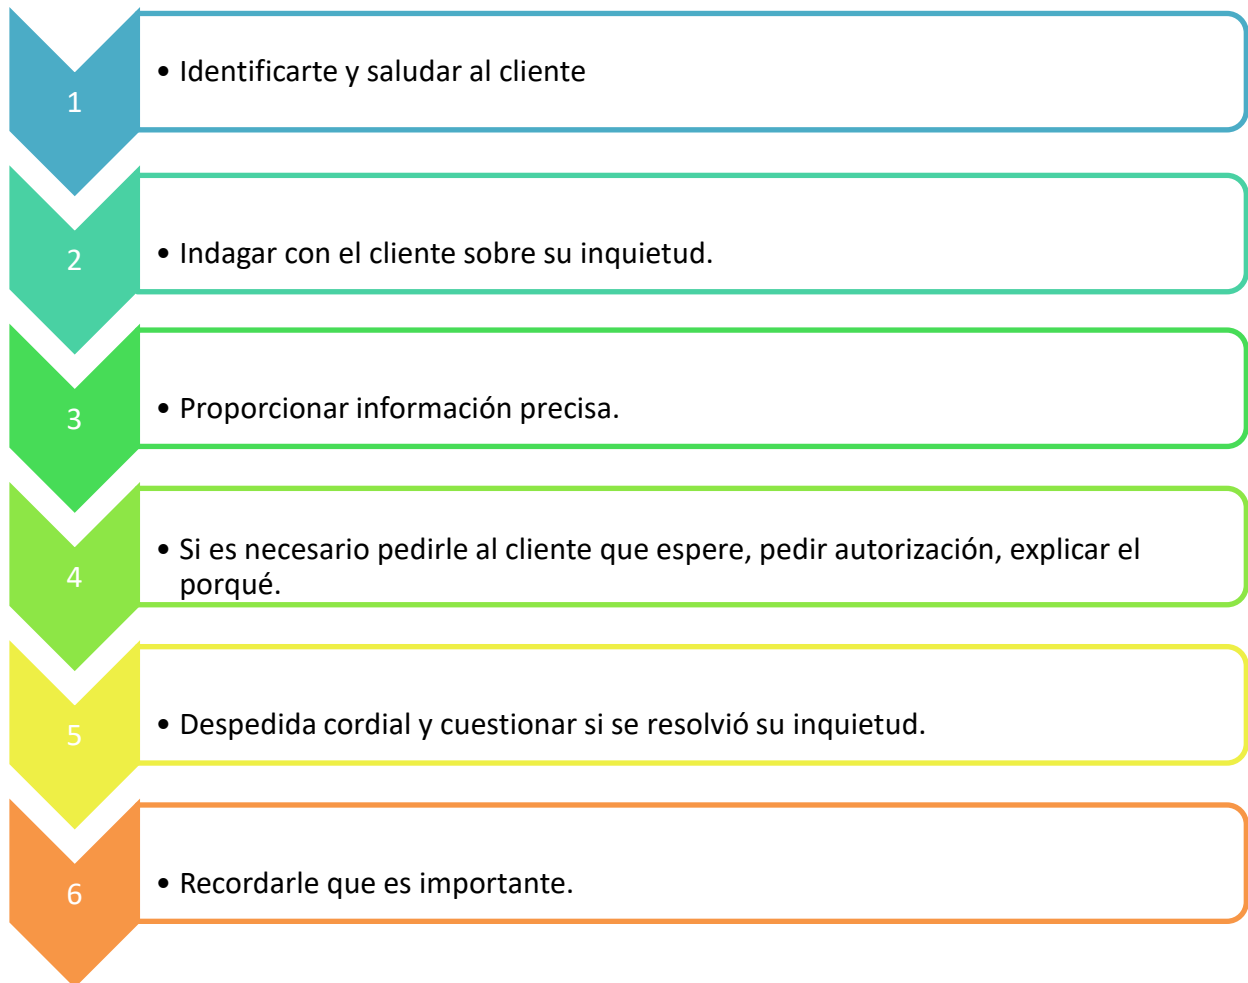 1
• Identificarte y saludar al cliente
2
• Indagar con el cliente sobre su inquietud.
3
• Proporcionar información precisa.
4
• Si es necesario pedirle al cliente que espere, pedir autorización, explicar el
porqué.
5
• Despedida cordial y cuestionar si se resolvió su inquietud.
6
• Recordarle que es importante.